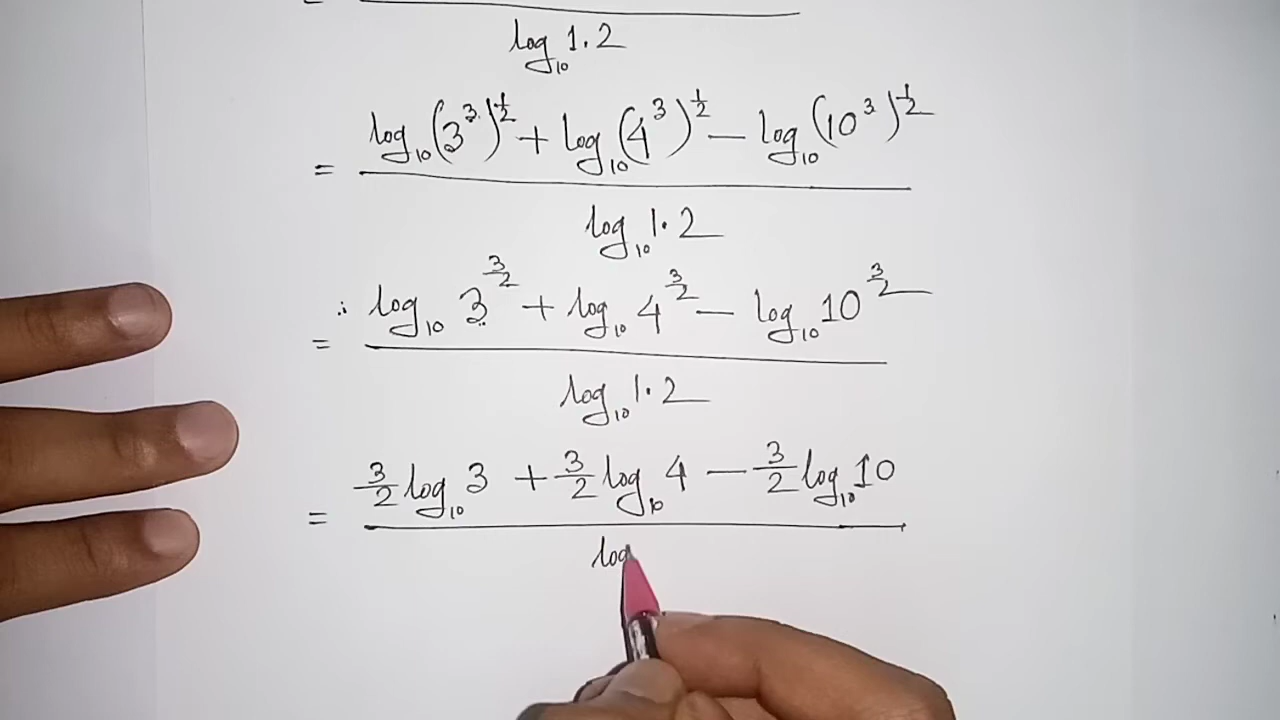 =
log₁₀ 1.2
= log₁₀(3³)^½ + log₁₀(4³)^½ − log₁₀(10³)^½
log₁₀ 1.2
∴ = log₁₀ 3^(3/2) + log₁₀ 4^(3/2) − log₁₀ 10^(3/2)
log₁₀ 1.2
= 3/2 log₁₀ 3 + 3/2 log₁₀ 4 − 3/2 log₁₀ 10
log